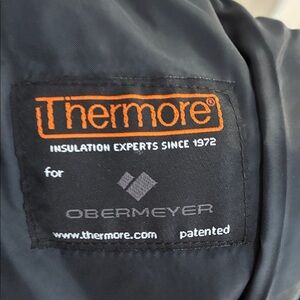 Thermore®
INSULATION EXPERTS SINCE 1972
for
OBERMEYER
www.thermore.com patented